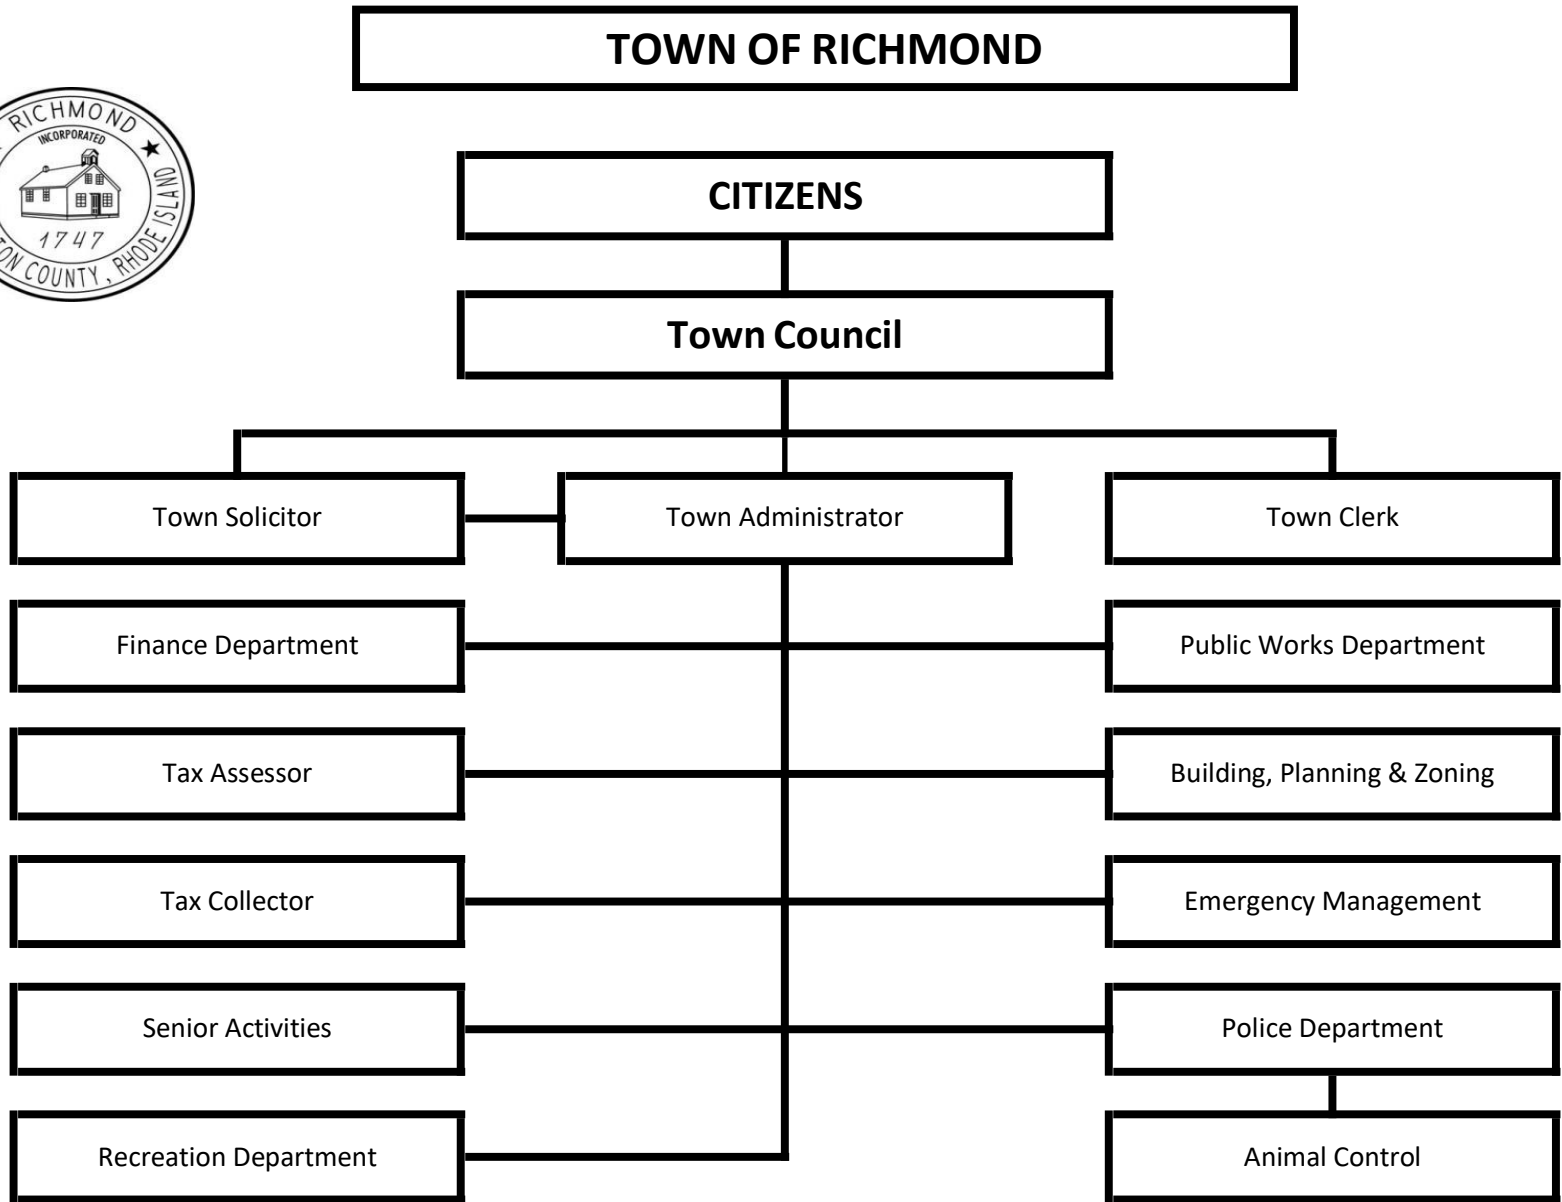 TOWN OF RICHMOND
RICHMOND ★
INCORPORATED
1747
TON COUNTY, RHODE ISLAND
CITIZENS
Town Council
Town Solicitor
Town Administrator
Town Clerk
Finance Department
Public Works Department
Tax Assessor
Building, Planning & Zoning
Tax Collector
Emergency Management
Senior Activities
Police Department
Recreation Department
Animal Control